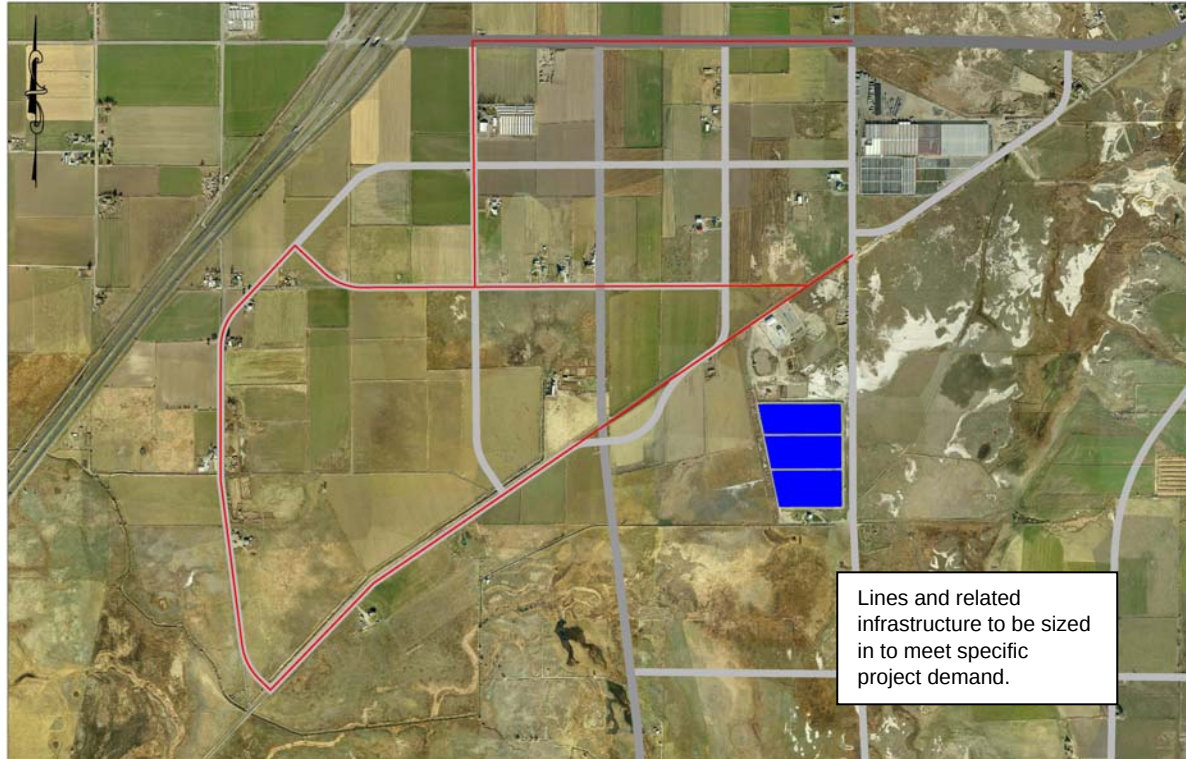 Lines and related
infrastructure to be sized
in to meet specific
project demand.